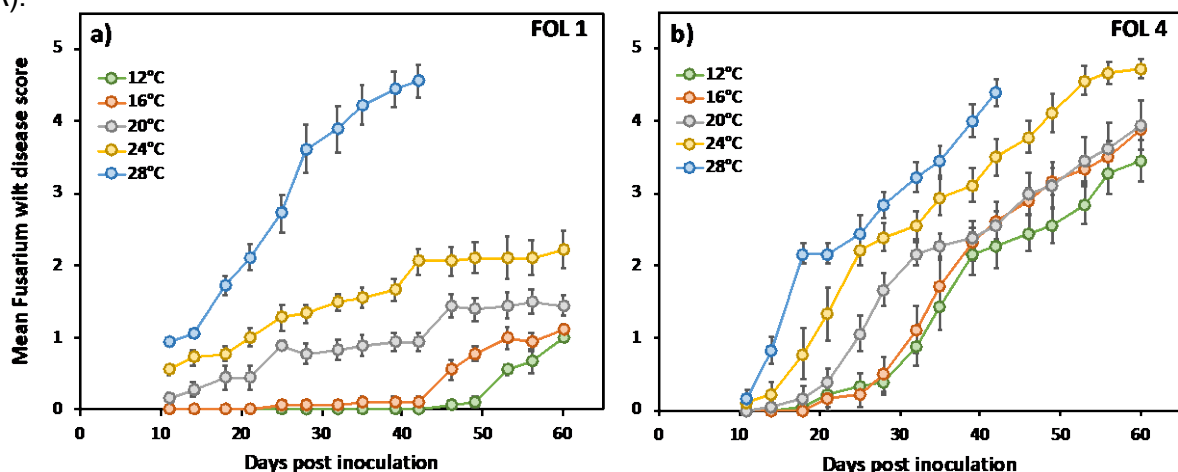 a)
FOL 1
Mean Fusarium wilt disease score
5
4
3
2
1
0
12°C
16°C
20°C
24°C
28°C
0 10 20 30 40 50 60
Days post inoculation
b)
FOL 4
5
4
3
2
1
0
12°C
16°C
20°C
24°C
28°C
0 10 20 30 40 50 60
Days post inoculation